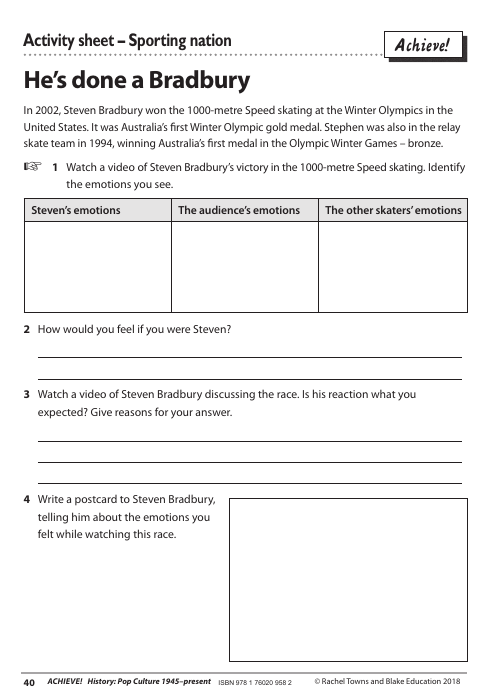 Activity sheet – Sporting nation
Achieve!
He's done a Bradbury
In 2002, Steven Bradbury won the 1000-metre Speed skating at the Winter Olympics in the
United States. It was Australia's first Winter Olympic gold medal. Stephen was also in the relay
skate team in 1994, winning Australia's first medal in the Olympic Winter Games – bronze.
1 Watch a video of Steven Bradbury's victory in the 1000-metre Speed skating. Identify
the emotions you see.
Steven's emotions The audience's emotions The other skaters' emotions
2 How would you feel if you were Steven?
3 Watch a video of Steven Bradbury discussing the race. Is his reaction what you
expected? Give reasons for your answer.
4 Write a postcard to Steven Bradbury,
telling him about the emotions you
felt while watching this race.
40 ACHIEVE! History: Pop Culture 1945–present ISBN 978 1 76020 958 2 © Rachel Towns and Blake Education 2018